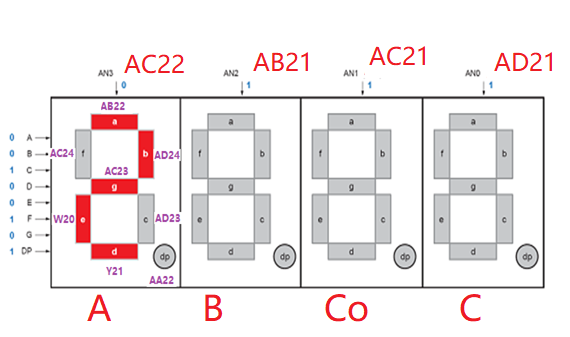 AC22 AB21 AC21 AD21
AN3 AN2 AN1 AN0
0 1 1 1
AB22
a a a a
0 A
0 B AC24 f b AD24 f b f b f b
1 C AC23
0 D g g g g
0 E
1 F W20 e c AD23 e c e c e c
0 G
1 DP d d d d
dp dp dp dp
Y21
AA22
A B Co C